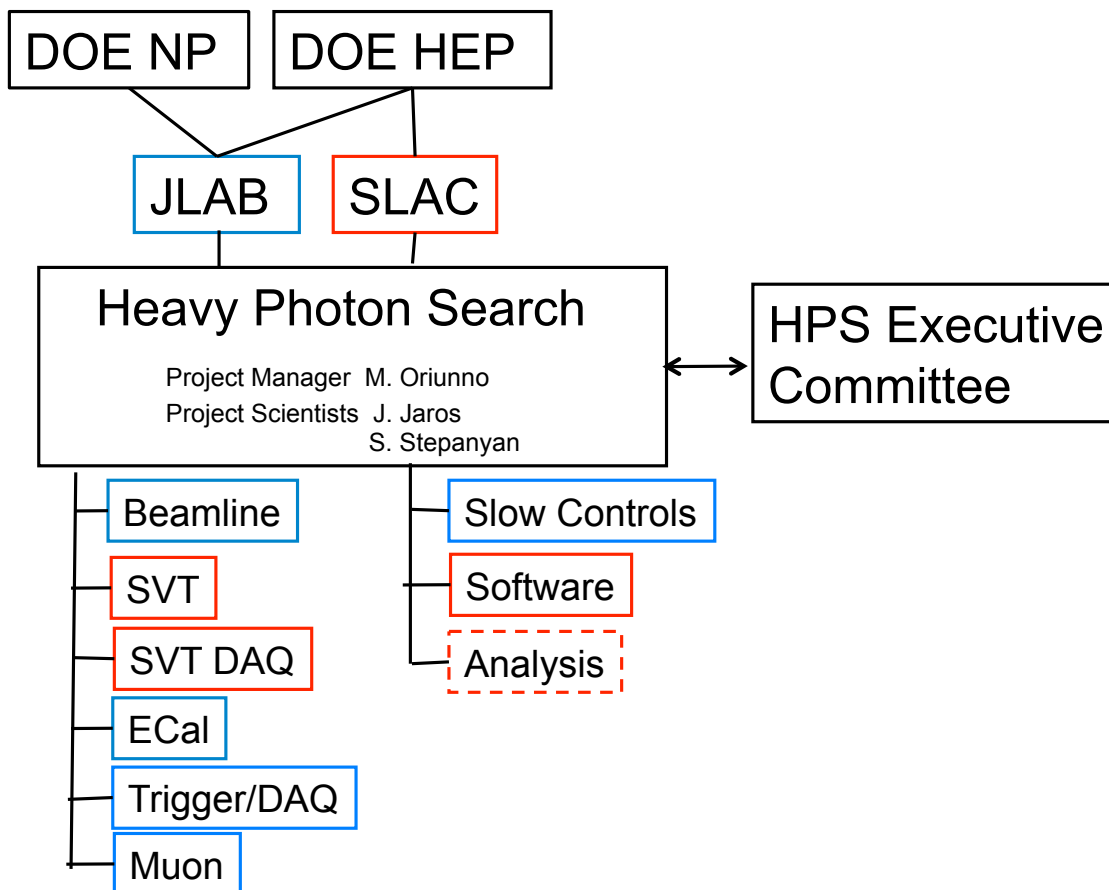 DOE NP
DOE HEP
JLAB
SLAC
Heavy Photon Search
Project Manager M. Oriunno
Project Scientists J. Jaros
S. Stepanyan
HPS Executive
Committee
Beamline
SVT
SVT DAQ
ECal
Trigger/DAQ
Muon
Slow Controls
Software
Analysis